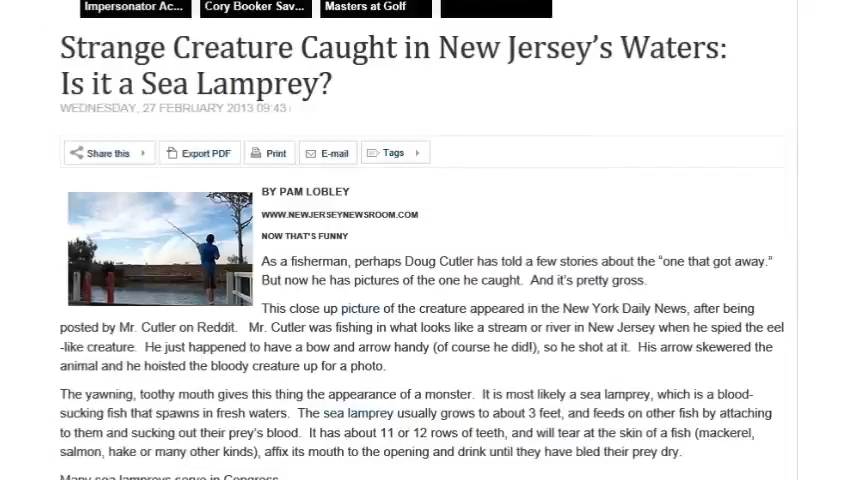 Impersonator Ac...
Cory Booker Sav...
Masters at Golf
Strange Creature Caught in New Jersey's Waters:
Is it a Sea Lamprey?
WEDNESDAY, 27 FEBRUARY 2013 09:43
Share this
Export PDF
Print
E-mail
Tags
BY PAM LOBLEY
WWW.NEWJERSEYNEWSROOM.COM
NOW THAT'S FUNNY
As a fisherman, perhaps Doug Cutler has told a few stories about the “one that got away.”
But now he has pictures of the one he caught. And it's pretty gross.
This close up picture of the creature appeared in the New York Daily News, after being
posted by Mr. Cutler on Reddit. Mr. Cutler was fishing in what looks like a stream or river in New Jersey when he spied the eel
-like creature. He just happened to have a bow and arrow handy (of course he did!), so he shot at it. His arrow skewered the
animal and he hoisted the bloody creature up for a photo.
The yawning, toothy mouth gives this thing the appearance of a monster. It is most likely a sea lamprey, which is a blood-
sucking fish that spawns in fresh waters. The sea lamprey usually grows to about 3 feet, and feeds on other fish by attaching
to them and sucking out their prey's blood. It has about 11 or 12 rows of teeth, and will tear at the skin of a fish (mackerel,
salmon, hake or many other kinds), affix its mouth to the opening and drink until they have bled their prey dry.
Many sea lampreys serve in Congress.